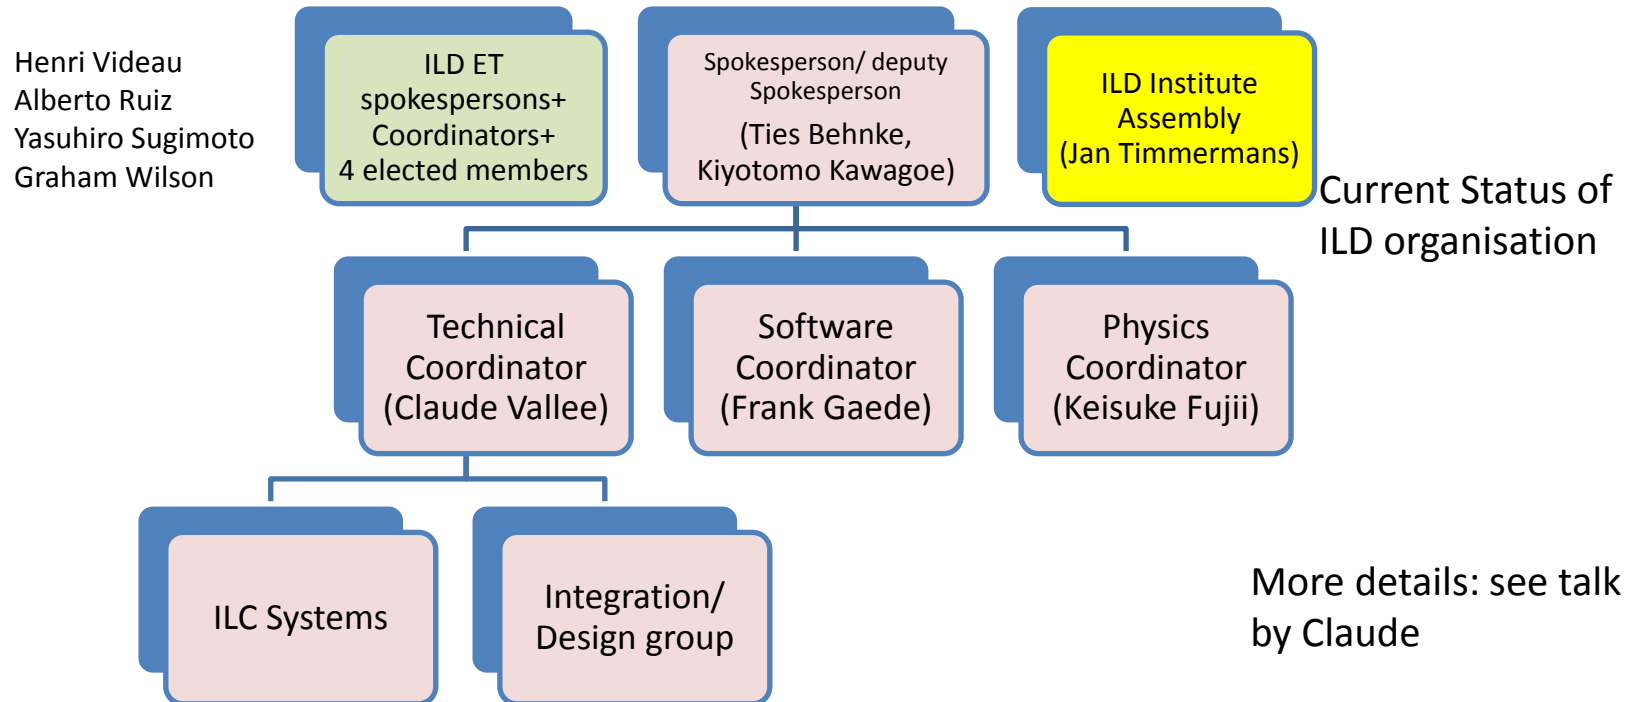 Henri Videau
Alberto Ruiz
Yasuhiro Sugimoto
Graham Wilson
ILD ET
spokespersons+
Coordinators+
4 elected members
Spokesperson/ deputy
Spokesperson
(Ties Behnke,
Kiyotomo Kawagoe)
ILD Institute
Assembly
(Jan Timmermans)
Current Status of
ILD organisation
Technical
Coordinator
(Claude Vallee)
Software
Coordinator
(Frank Gaede)
Physics
Coordinator
(Keisuke Fujii)
ILC Systems
Integration/
Design group
More details: see talk
by Claude